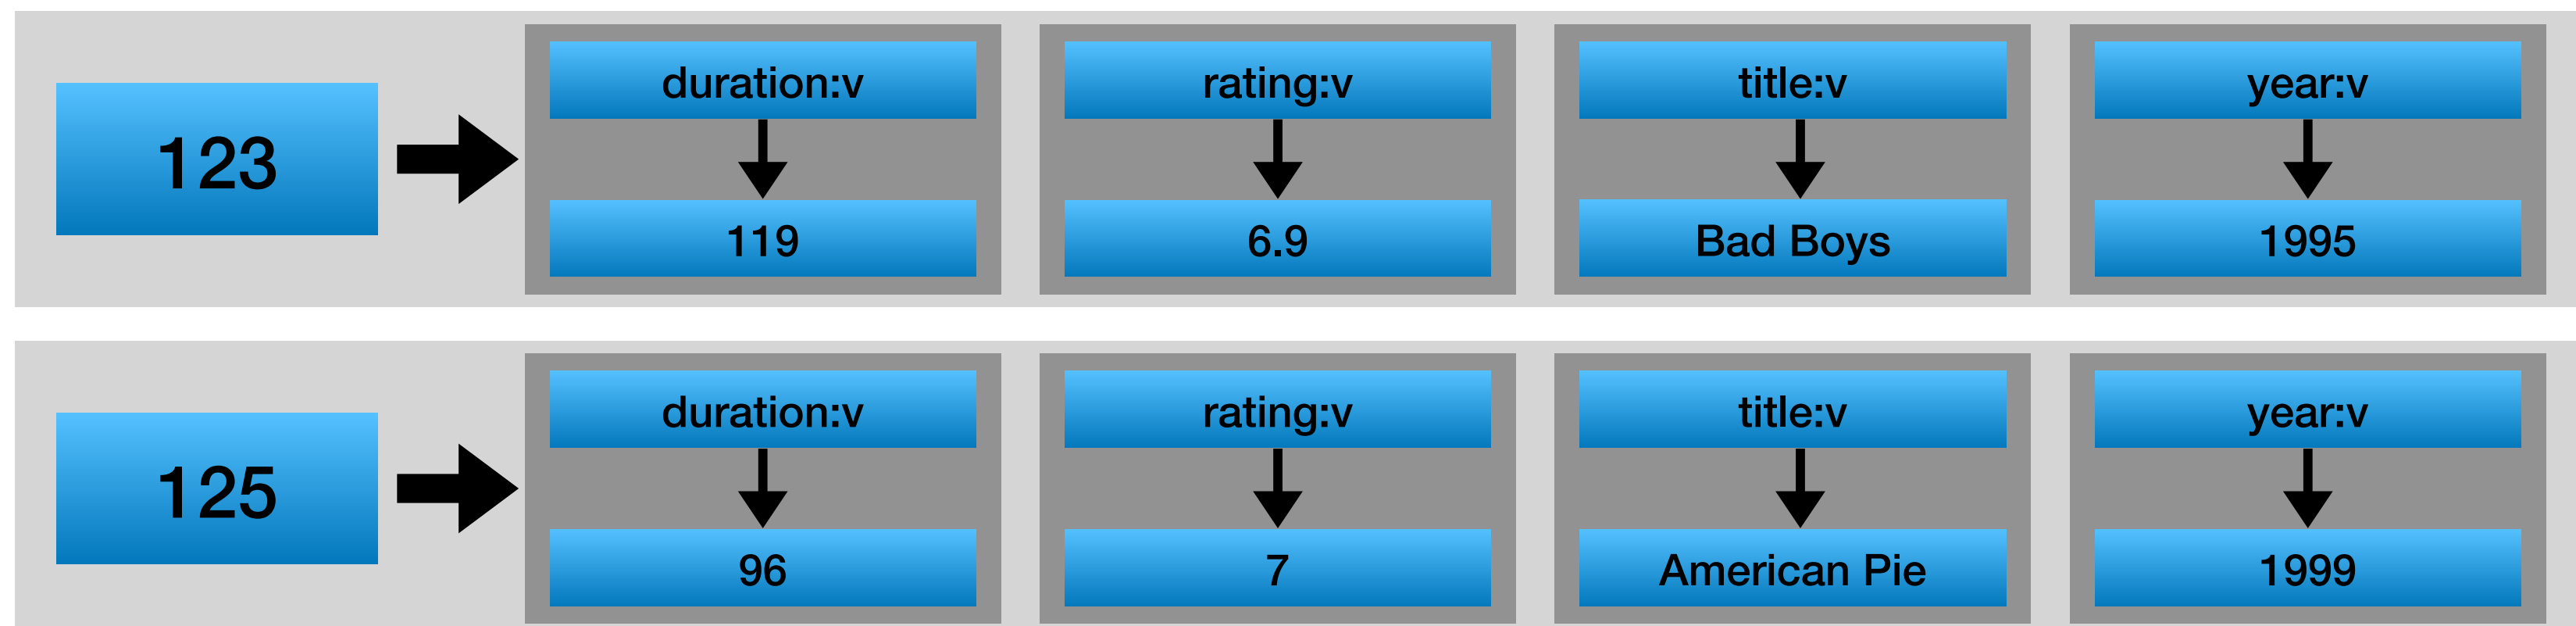 duration:v rating:v title:v year:v
123
119 6.9 Bad Boys 1995
duration:v rating:v title:v year:v
125
96 7 American Pie 1999